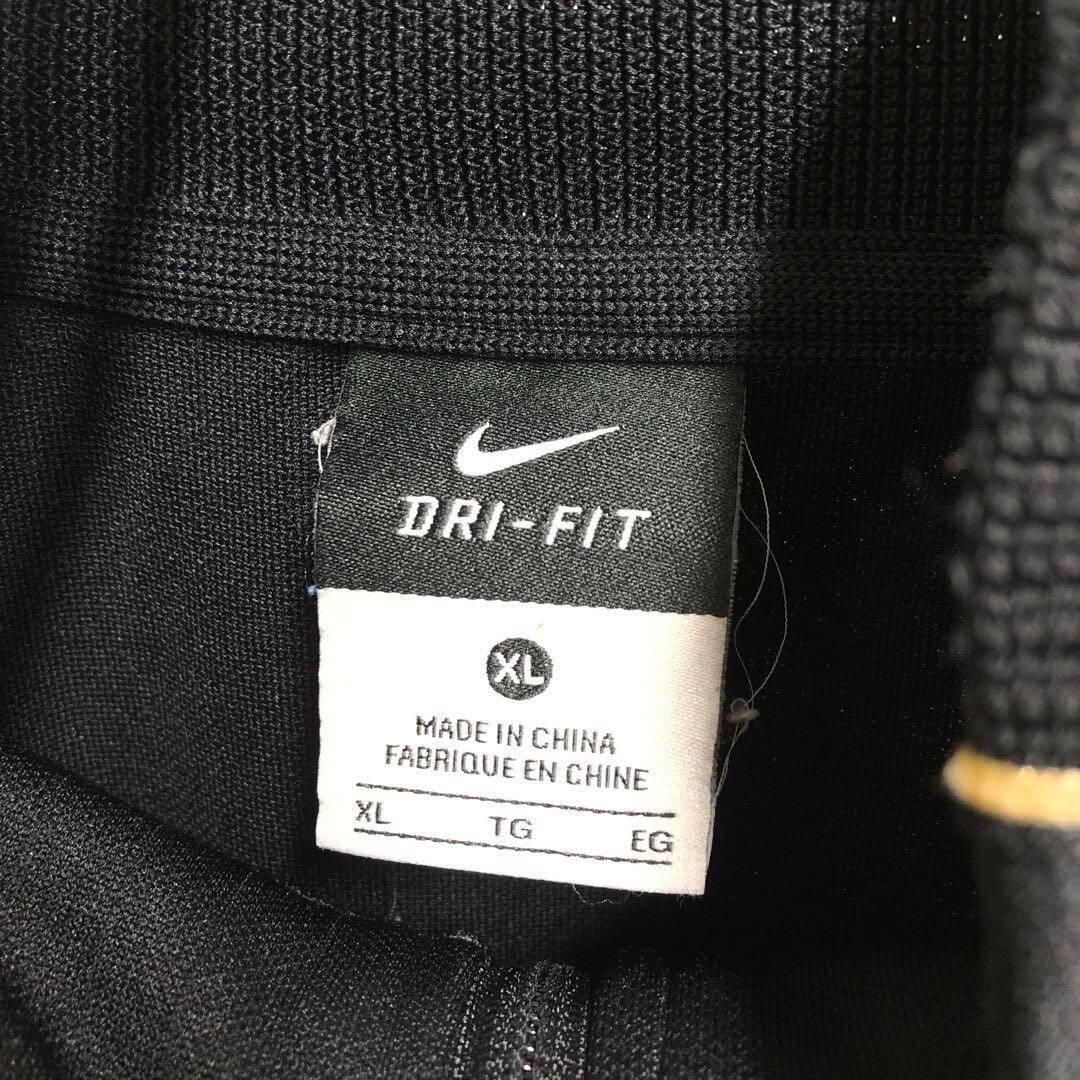 DRI-FIT
XL
MADE IN CHINA
FABRIQUE EN CHINE
XL TG EG